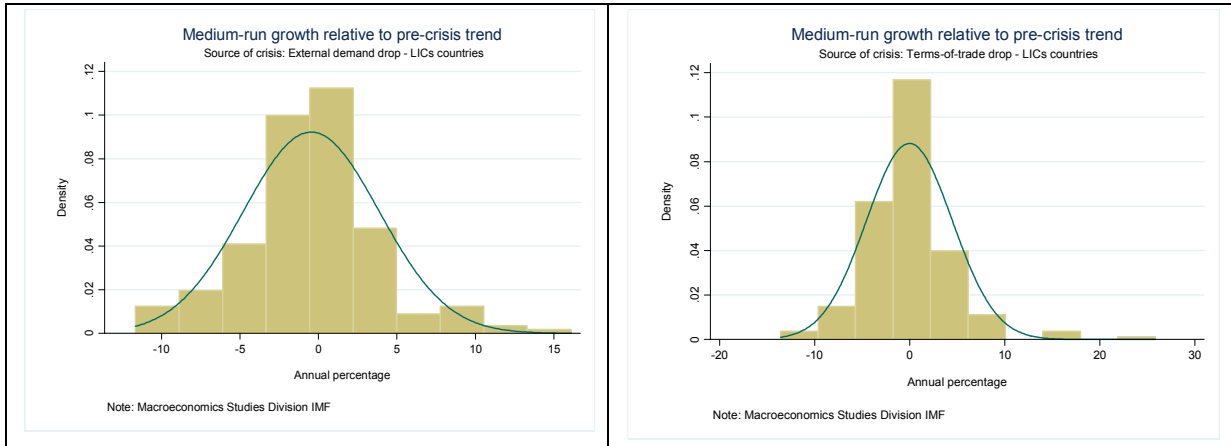 Medium-run growth relative to pre-crisis trend
Source of crisis: External demand drop - LICs countries
.12
.1
.08
.06
.04
.02
0
Density
-10 -5 0 5 10 15
Annual percentage
Note: Macroeconomics Studies Division IMF
Medium-run growth relative to pre-crisis trend
Source of crisis: Terms-of-trade drop - LICs countries
.12
.1
.08
.06
.04
.02
0
Density
-20 -10 0 10 20 30
Annual percentage
Note: Macroeconomics Studies Division IMF